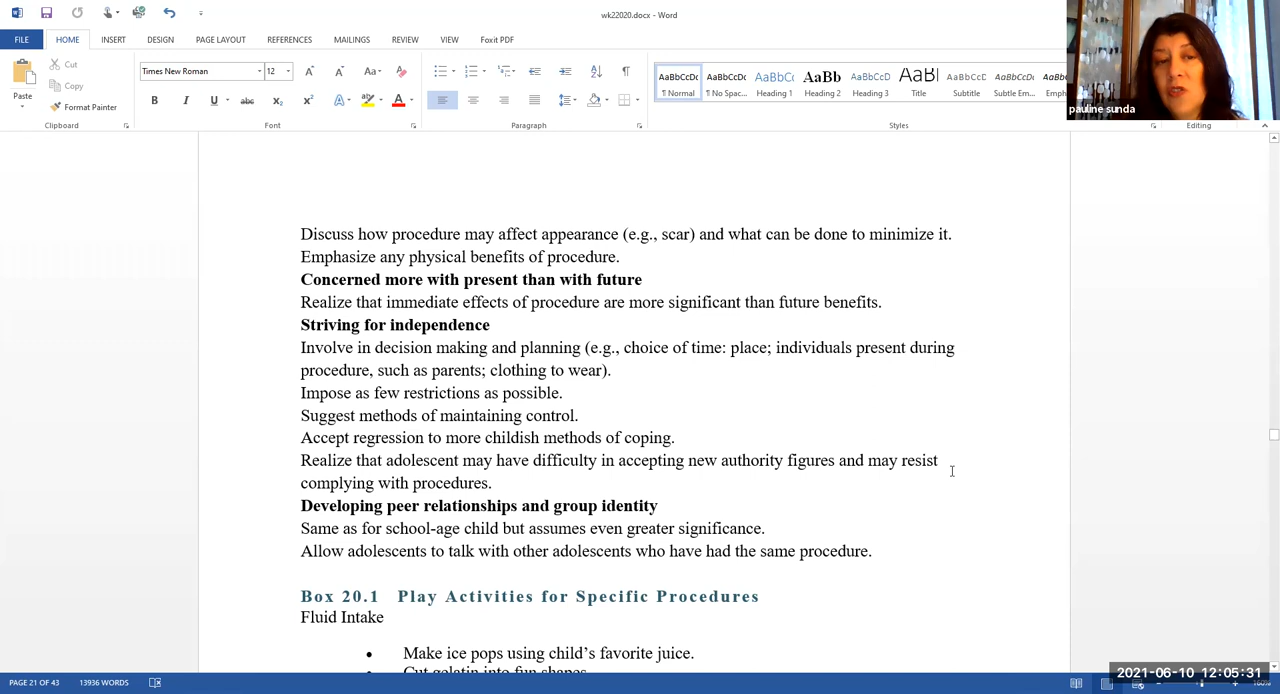 wk22020.docx - Word
FILE HOME INSERT DESIGN PAGE LAYOUT REFERENCES MAILINGS REVIEW VIEW Foxit PDF
Paste
Cut
Copy
Format Painter
Clipboard
Times New Roman 12
Font
Paragraph
AaBbCcDc AaBbCcDc AaBbCc AaBb AaBbCcD AaB AaBbCcD AaBbCcDc
¶ Normal ¶ No Spac... Heading 1 Heading 2 Heading 3 Title Subtitle Subtle Em...
Styles
Editing
pauline sunda
Discuss how procedure may affect appearance (e.g., scar) and what can be done to minimize it.
Emphasize any physical benefits of procedure.
Concerned more with present than with future
Realize that immediate effects of procedure are more significant than future benefits.
Striving for independence
Involve in decision making and planning (e.g., choice of time: place; individuals present during
procedure, such as parents; clothing to wear).
Impose as few restrictions as possible.
Suggest methods of maintaining control.
Accept regression to more childish methods of coping.
Realize that adolescent may have difficulty in accepting new authority figures and may resist
complying with procedures.
Developing peer relationships and group identity
Same as for school-age child but assumes even greater significance.
Allow adolescents to talk with other adolescents who have had the same procedure.
Box 20.1 Play Activities for Specific Procedures
Fluid Intake
• Make ice pops using child's favorite juice.
• Cut gelatin into fun shapes
PAGE 21 OF 43 13936 WORDS
2021-06-10 12:05:31